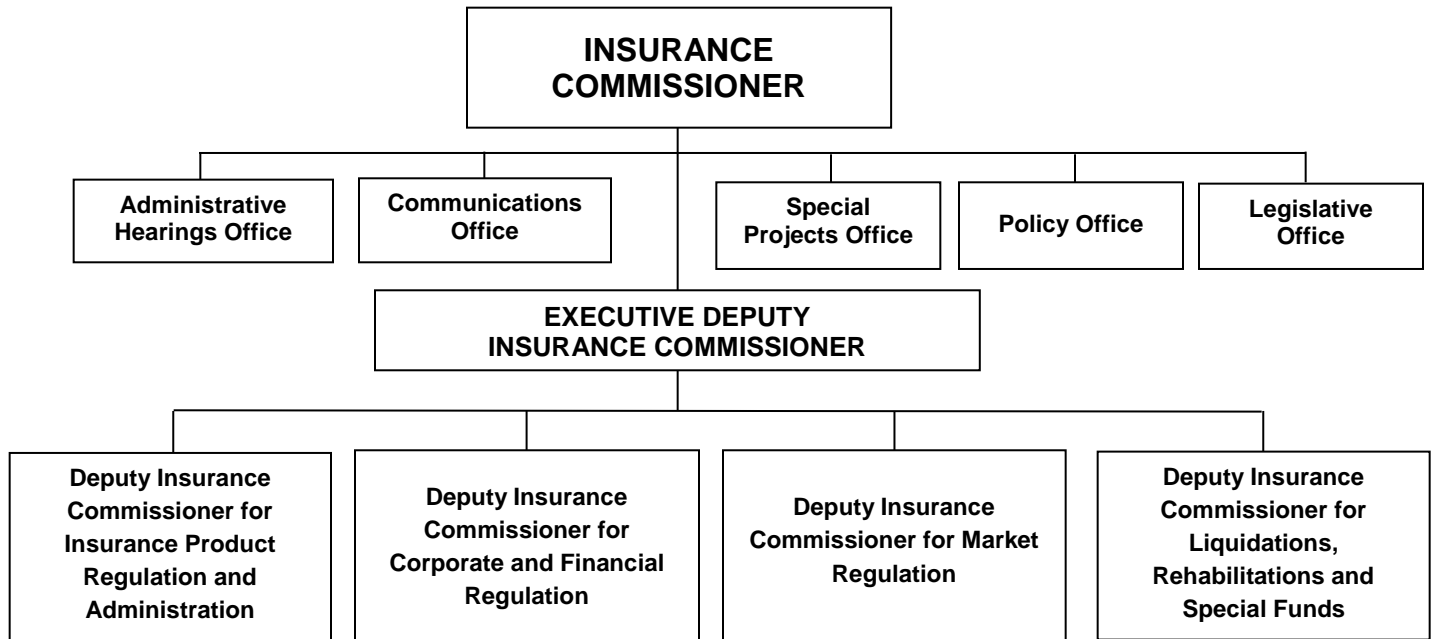 INSURANCE
COMMISSIONER
Administrative
Hearings Office
Communications
Office
Special
Projects Office
Policy Office
Legislative
Office
EXECUTIVE DEPUTY
INSURANCE COMMISSIONER
Deputy Insurance
Commissioner for
Insurance Product
Regulation and
Administration
Deputy Insurance
Commissioner for
Corporate and Financial
Regulation
Deputy Insurance
Commissioner for Market
Regulation
Deputy Insurance
Commissioner for
Liquidations,
Rehabilitations and
Special Funds